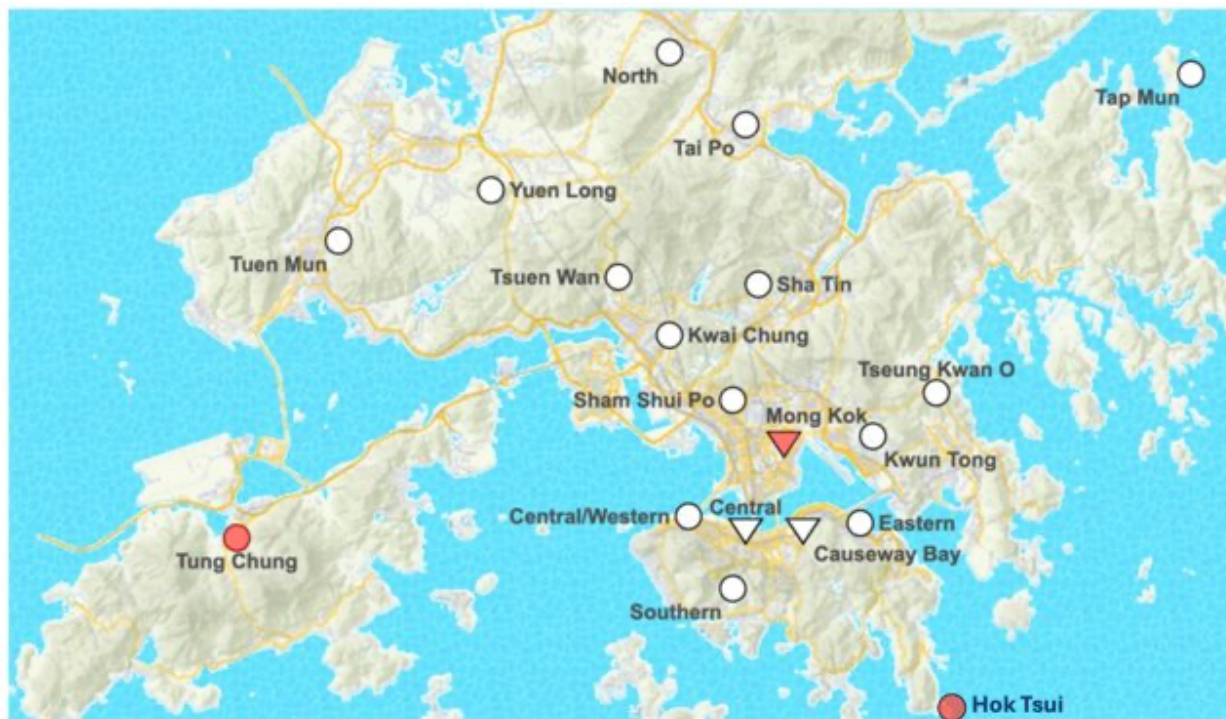 North
Tap Mun
Tai Po
Yuen Long
Tuen Mun
Tsuen Wan
Sha Tin
Kwai Chung
Tseung Kwan O
Sham Shui Po
Mong Kok
Kwun Tong
Central/Western
Central
Eastern
Causeway Bay
Tung Chung
Southern
Hok Tsui